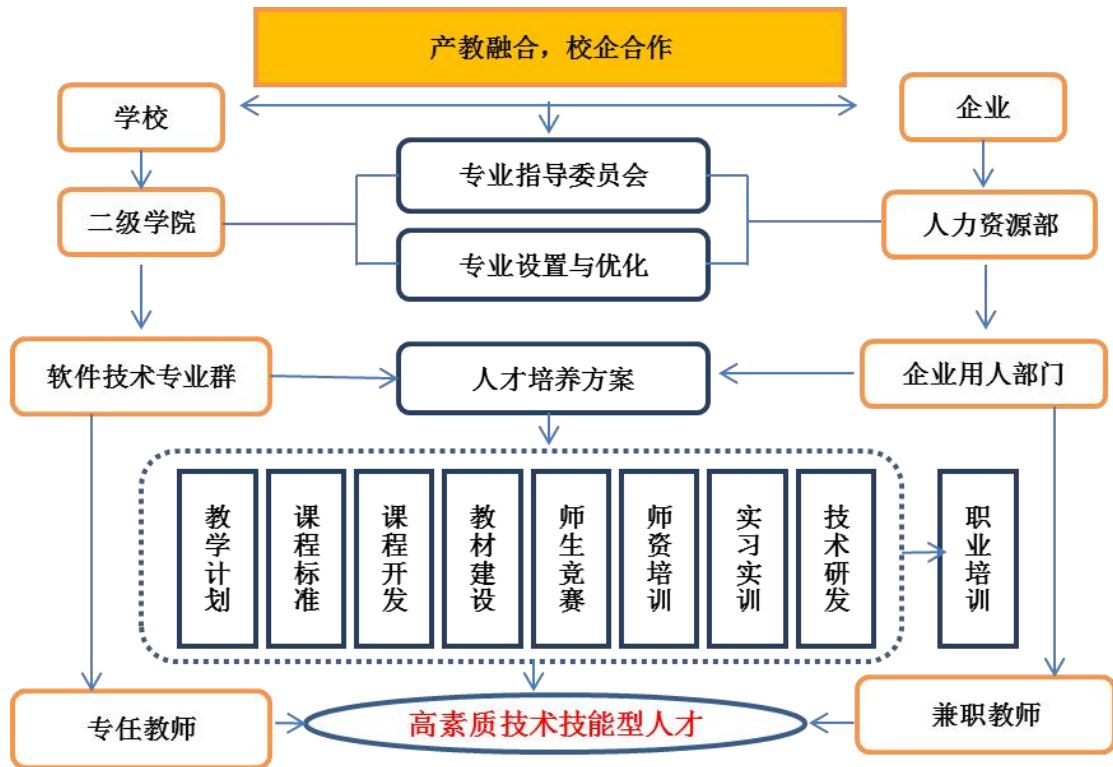 产教融合，校企合作
学校
企业
专业指导委员会
二级学院
人力资源部
专业设置与优化
软件技术专业群
人才培养方案
企业用人部门
教学计划
课程标准
课程开发
教材建设
师生竞赛
师资培训
实习实训
技术研发
职业培训
专任教师
高素质技术技能型人才
兼职教师